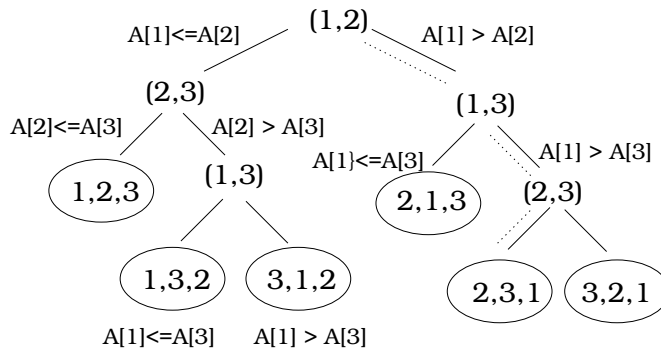 (1,2)
A[1]<=A[2]
A[1] > A[2]
(2,3)
(1,3)
A[2]<=A[3]
A[2] > A[3]
A[1}<=A[3]
A[1] > A[3]
1,2,3
(1,3)
2,1,3
(2,3)
1,3,2
3,1,2
2,3,1
3,2,1
A[1]<=A[3]
A[1] > A[3]